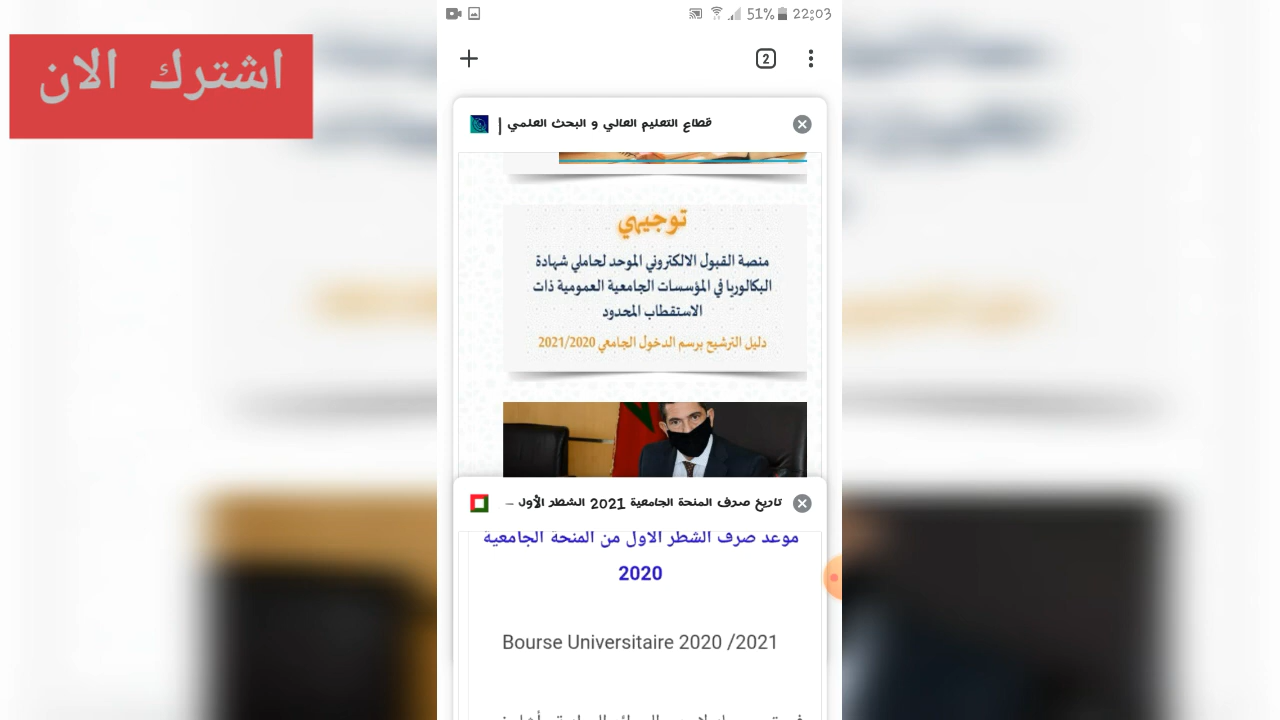 51% 22:03
اشترك الان
2
قطاع التعليم العالي و البحث العلمي |
توجيهي
منصة القبول الالكتروني الموحد لحاملي شهادة
البكالوريا في المؤسسات الجامعية العمومية ذات
الاستقطاب المحدود
دليل الترشيح برسم الدخول الجامعي 2021/2020
تاريخ صرف المنحة الجامعية 2021 الشطر الأول –
موعد صرف الشطر الاول من المنحة الجامعية
2020
Bourse Universitaire 2020 /2021